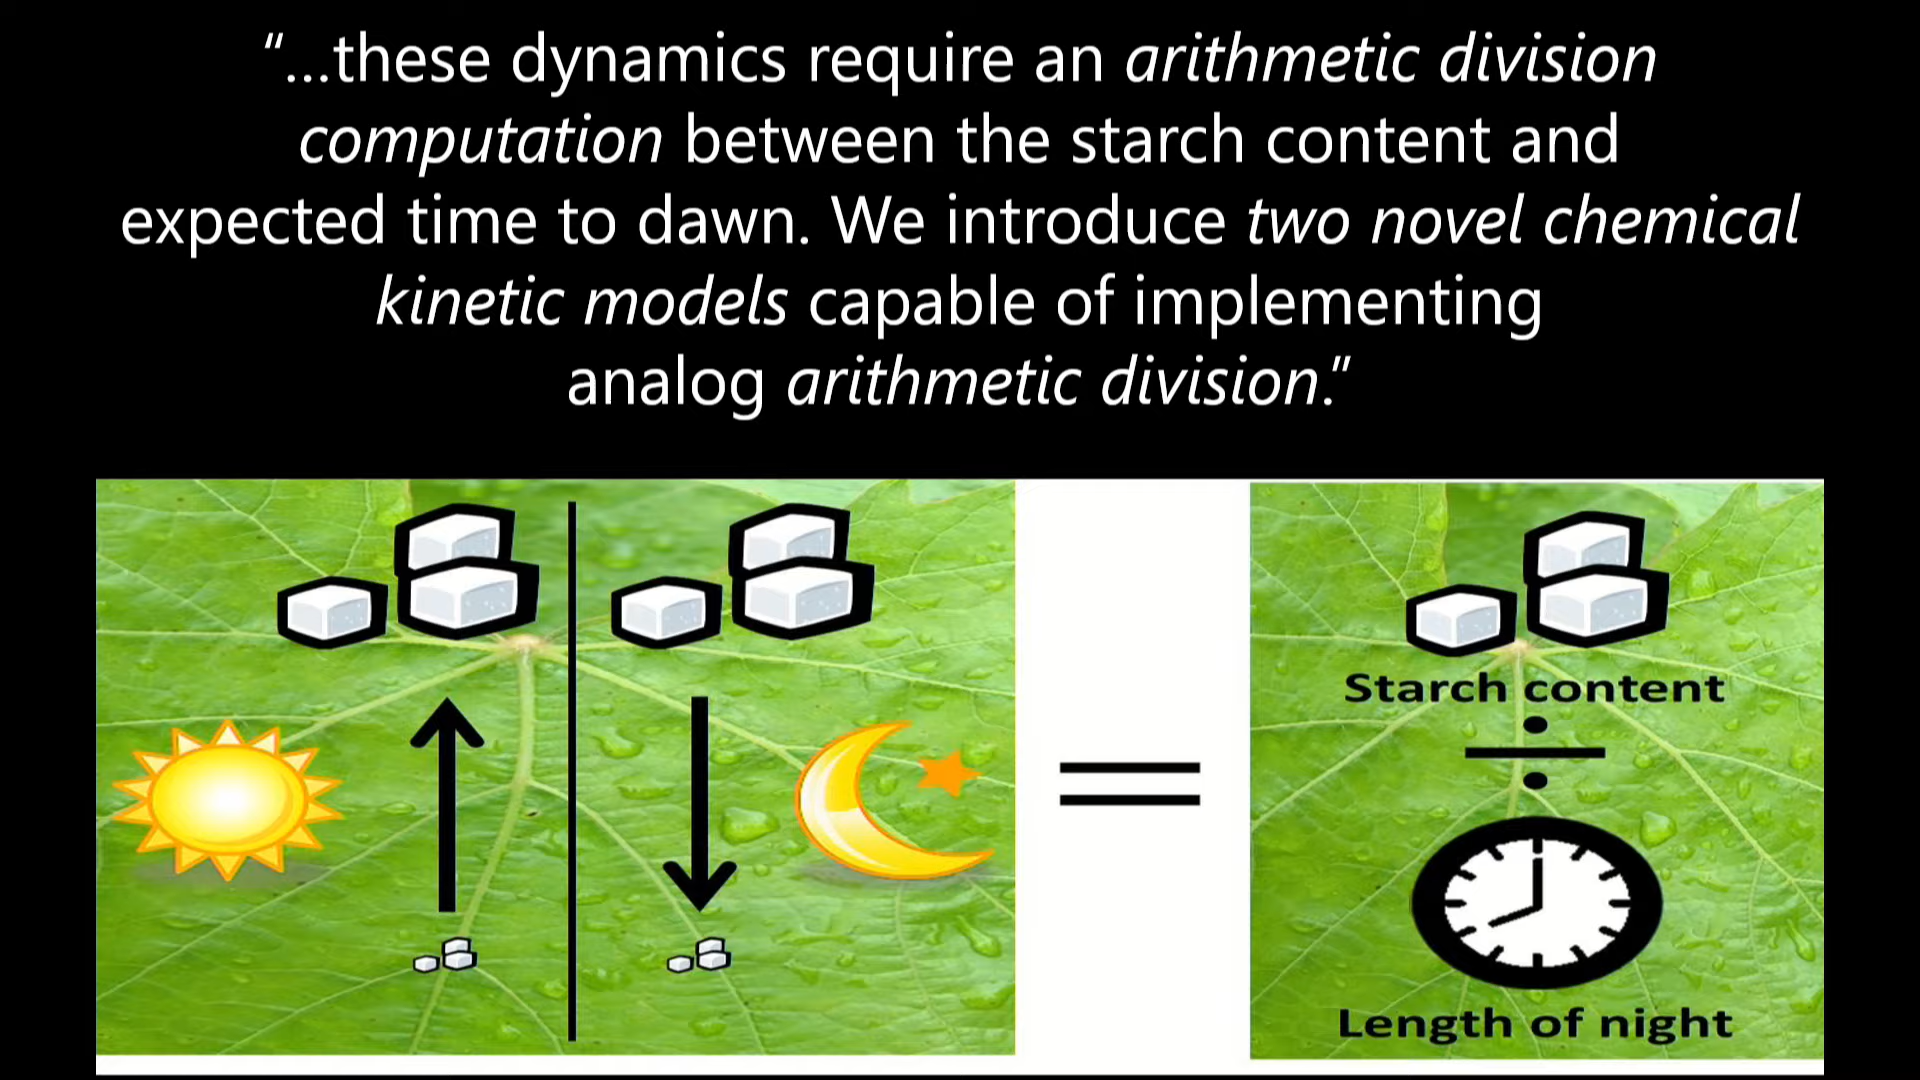 “…these dynamics require an arithmetic division
computation between the starch content and
expected time to dawn. We introduce two novel chemical
kinetic models capable of implementing
analog arithmetic division.”
Starch content
÷
Length of night